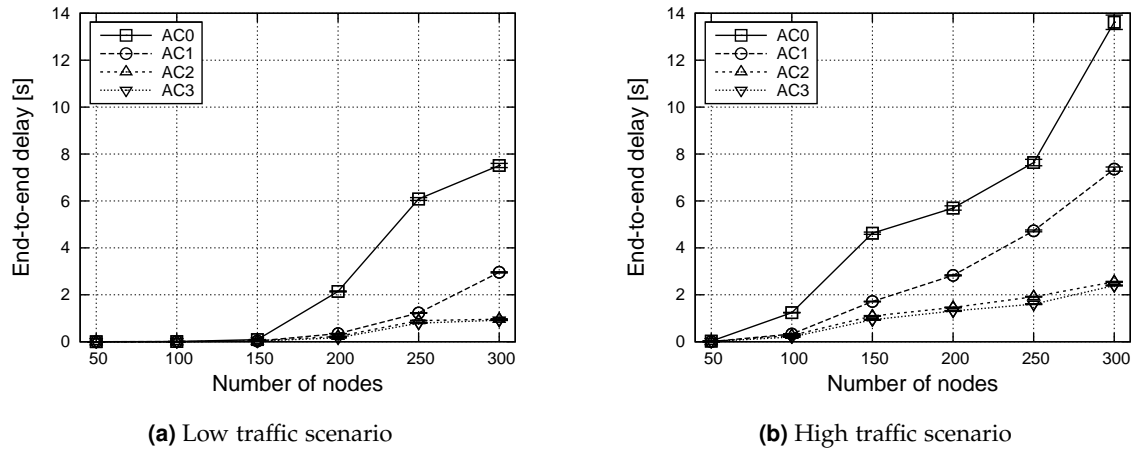 14
12
10
8
6
4
2
0
End-to-end delay [s]
AC0
AC1
AC2
AC3
50 100 150 200 250 300
Number of nodes
(a) Low traffic scenario
14
12
10
8
6
4
2
0
End-to-end delay [s]
AC0
AC1
AC2
AC3
50 100 150 200 250 300
Number of nodes
(b) High traffic scenario